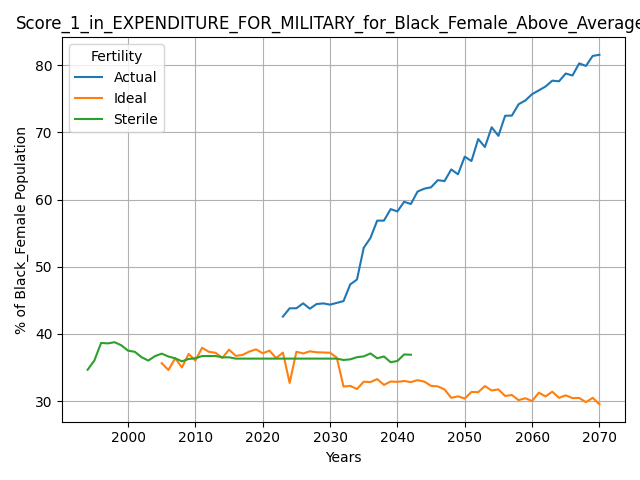 Score_1_in_EXPENDITURE_FOR_MILITARY_for_Black_Female_Above_Average
Fertility
Actual
Ideal
Sterile
% of Black_Female Population
80
70
60
50
40
30
2000 2010 2020 2030 2040 2050 2060 2070
Years